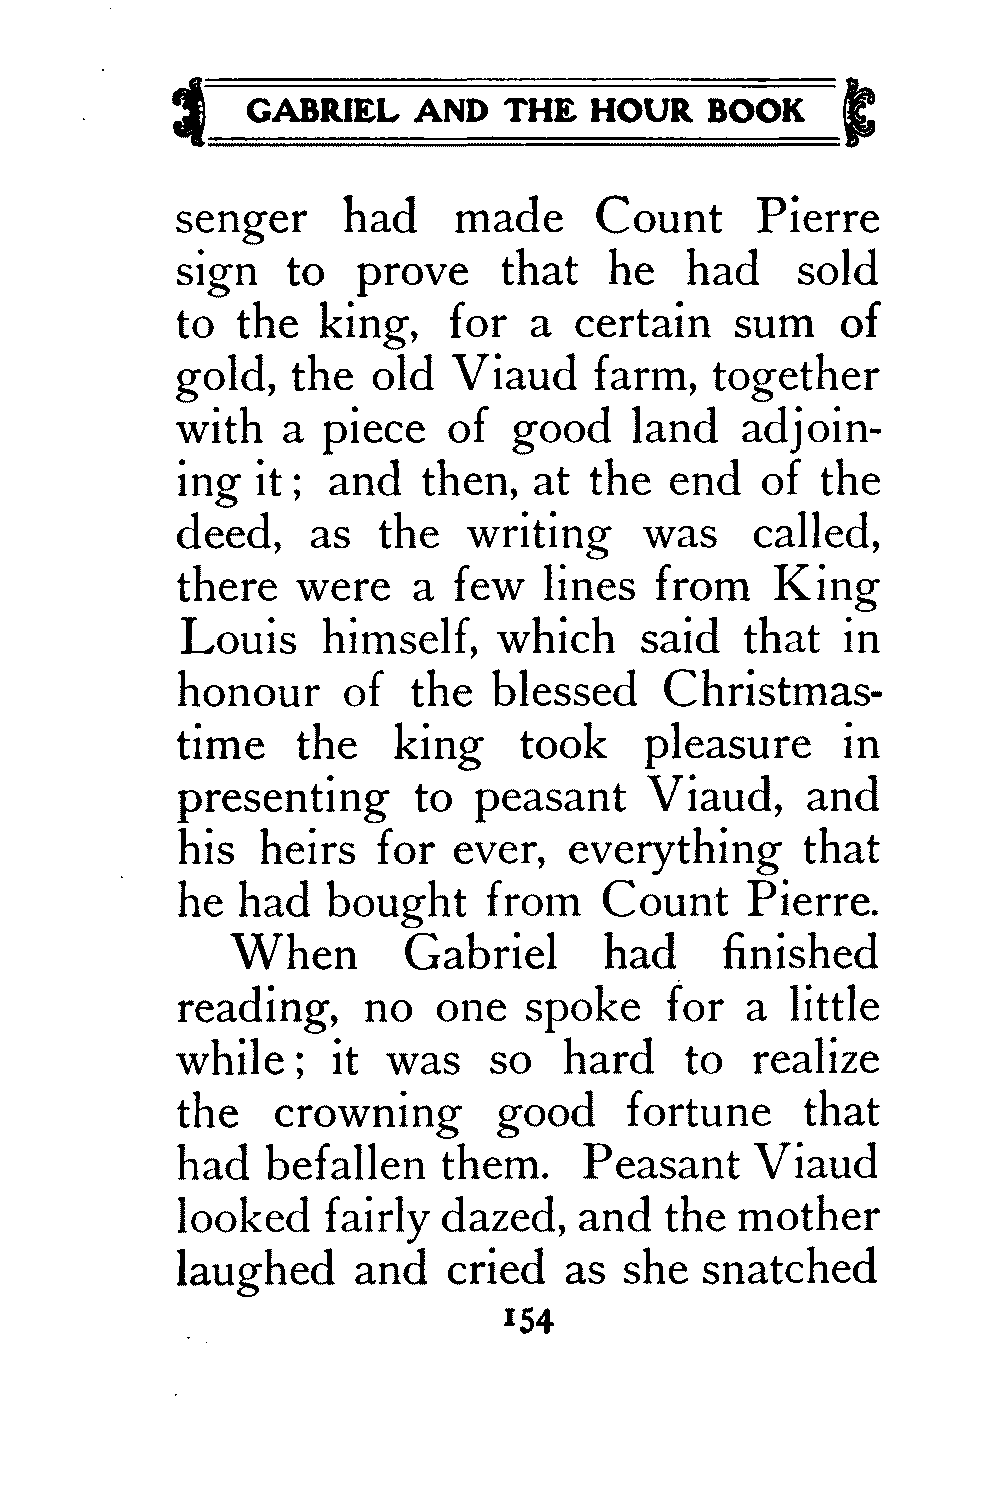 GABRIEL AND THE HOUR BOOK
senger had made Count Pierre
sign to prove that he had sold
to the king, for a certain sum of
gold, the old Viaud farm, together
with a piece of good land adjoin-
ing it; and then, at the end of the
deed, as the writing was called,
there were a few lines from King
Louis himself, which said that in
honour of the blessed Christmas-
time the king took pleasure in
presenting to peasant Viaud, and
his heirs for ever, everything that
he had bought from Count Pierre.
When Gabriel had finished
reading, no one spoke for a little
while; it was so hard to realize
the crowning good fortune that
had befallen them. Peasant Viaud
looked fairly dazed, and the mother
laughed and cried as she snatched
154